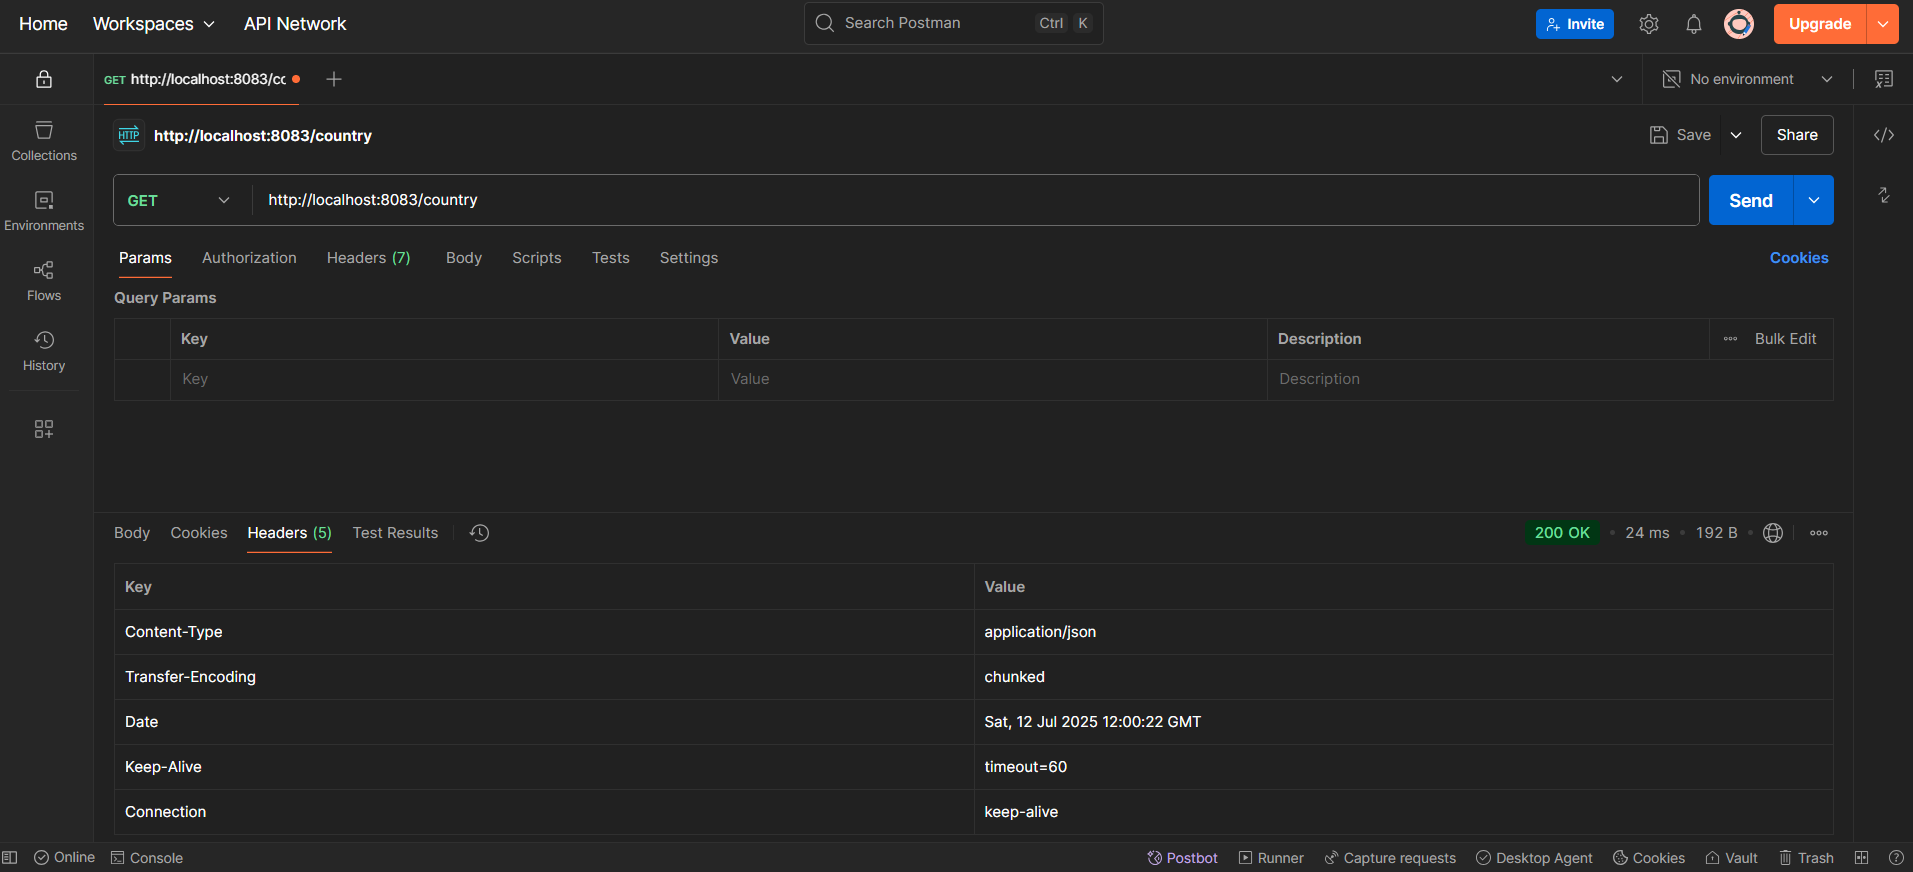 Home Workspaces API Network Search Postman Ctrl K Invite Upgrade
GET http://localhost:8083/cc No environment
HTTP http://localhost:8083/country Save Share
Collections
GET http://localhost:8083/country Send
Environments
Params Authorization Headers (7) Body Scripts Tests Settings Cookies
Flows
Query Params
Key Value Description Bulk Edit
History
Key Value Description
Body Cookies Headers (5) Test Results 200 OK 24 ms 192 B
Key Value
Content-Type application/json
Transfer-Encoding chunked
Date Sat, 12 Jul 2025 12:00:22 GMT
Keep-Alive timeout=60
Connection keep-alive
Online Console Postbot Runner Capture requests Desktop Agent Cookies Vault Trash